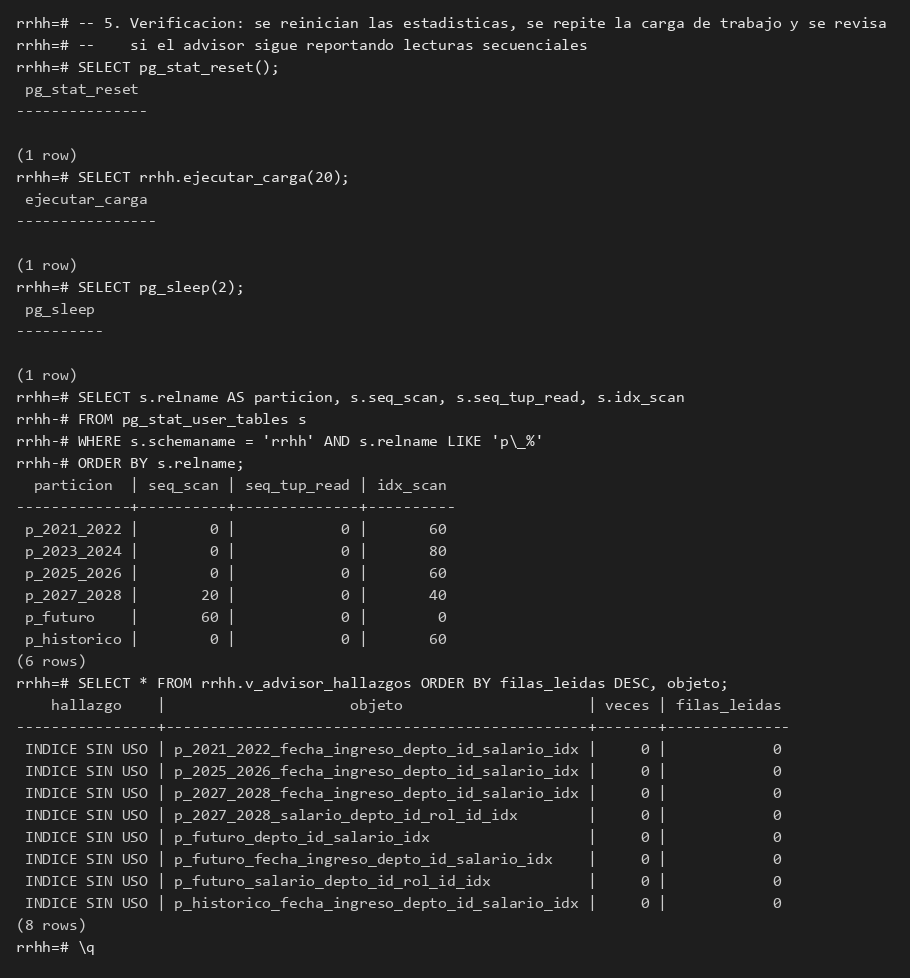 rrhh=# -- 5. Verificacion: se reinician las estadisticas, se repite la carga de trabajo y se revisa
rrhh=# --    si el advisor sigue reportando lecturas secuenciales
rrhh=# SELECT pg_stat_reset();
 pg_stat_reset
---------------

(1 row)
rrhh=# SELECT rrhh.ejecutar_carga(20);
 ejecutar_carga
----------------

(1 row)
rrhh=# SELECT pg_sleep(2);
 pg_sleep
----------

(1 row)
rrhh=# SELECT s.relname AS particion, s.seq_scan, s.seq_tup_read, s.idx_scan
rrhh-# FROM pg_stat_user_tables s
rrhh-# WHERE s.schemaname = 'rrhh' AND s.relname LIKE 'p\_%'
rrhh-# ORDER BY s.relname;
  particion  | seq_scan | seq_tup_read | idx_scan
-------------+----------+--------------+----------
 p_2021_2022 |        0 |            0 |       60
 p_2023_2024 |        0 |            0 |       80
 p_2025_2026 |        0 |            0 |       60
 p_2027_2028 |       20 |            0 |       40
 p_futuro    |       60 |            0 |        0
 p_historico |        0 |            0 |       60
(6 rows)
rrhh=# SELECT * FROM rrhh.v_advisor_hallazgos ORDER BY filas_leidas DESC, objeto;
    hallazgo    |                     objeto                     | veces | filas_leidas
----------------+------------------------------------------------+-------+--------------
 INDICE SIN USO | p_2021_2022_fecha_ingreso_depto_id_salario_idx |     0 |            0
 INDICE SIN USO | p_2025_2026_fecha_ingreso_depto_id_salario_idx |     0 |            0
 INDICE SIN USO | p_2027_2028_fecha_ingreso_depto_id_salario_idx |     0 |            0
 INDICE SIN USO | p_2027_2028_salario_depto_id_rol_id_idx        |     0 |            0
 INDICE SIN USO | p_futuro_depto_id_salario_idx                  |     0 |            0
 INDICE SIN USO | p_futuro_fecha_ingreso_depto_id_salario_idx    |     0 |            0
 INDICE SIN USO | p_futuro_salario_depto_id_rol_id_idx           |     0 |            0
 INDICE SIN USO | p_historico_fecha_ingreso_depto_id_salario_idx |     0 |            0
(8 rows)
rrhh=# \q